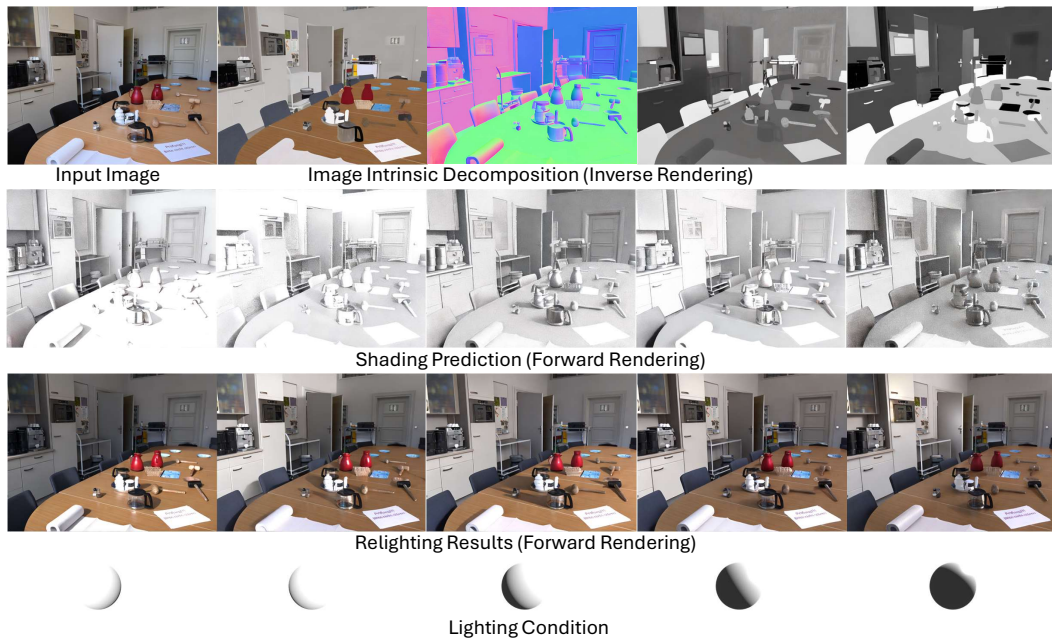 Input Image
Image Intrinsic Decomposition (Inverse Rendering)
Shading Prediction (Forward Rendering)
Relighting Results (Forward Rendering)
Lighting Condition